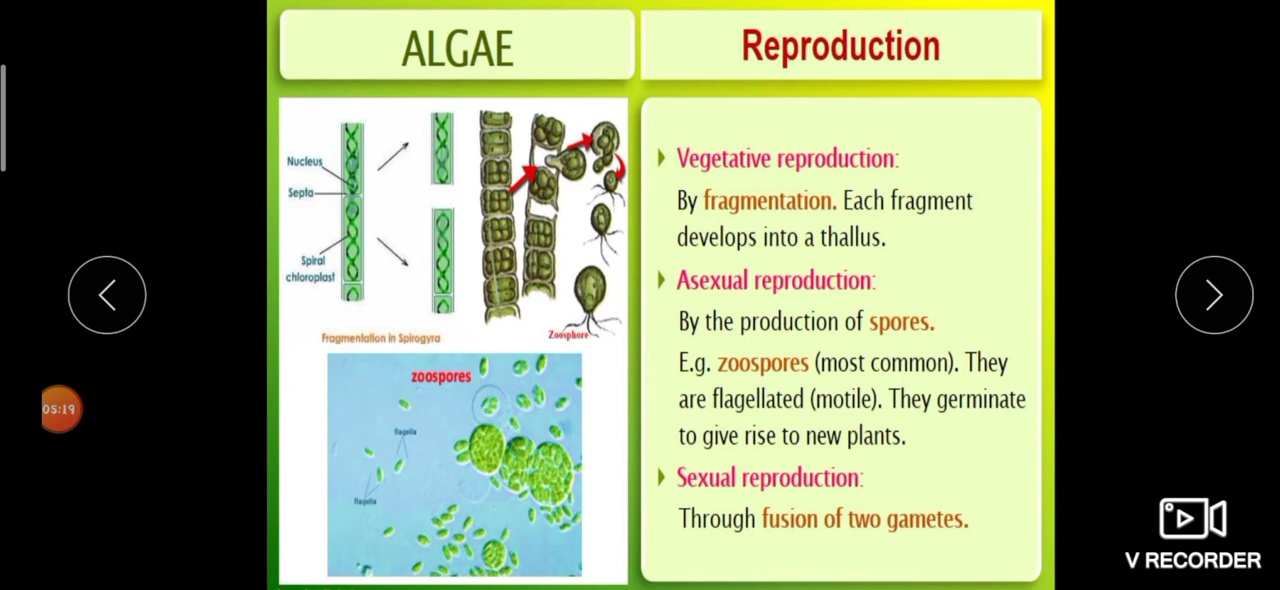 ALGAE
Reproduction
Nucleus
Septa
Spiral
chloroplast
Fragmentation in Spirogyra
Zoosphore
zoospores
flagella
flagella
Vegetative reproduction:
By fragmentation. Each fragment
develops into a thallus.
Asexual reproduction:
By the production of spores.
E.g. zoospores (most common). They
are flagellated (motile). They germinate
to give rise to new plants.
Sexual reproduction:
Through fusion of two gametes.
05:19
V RECORDER